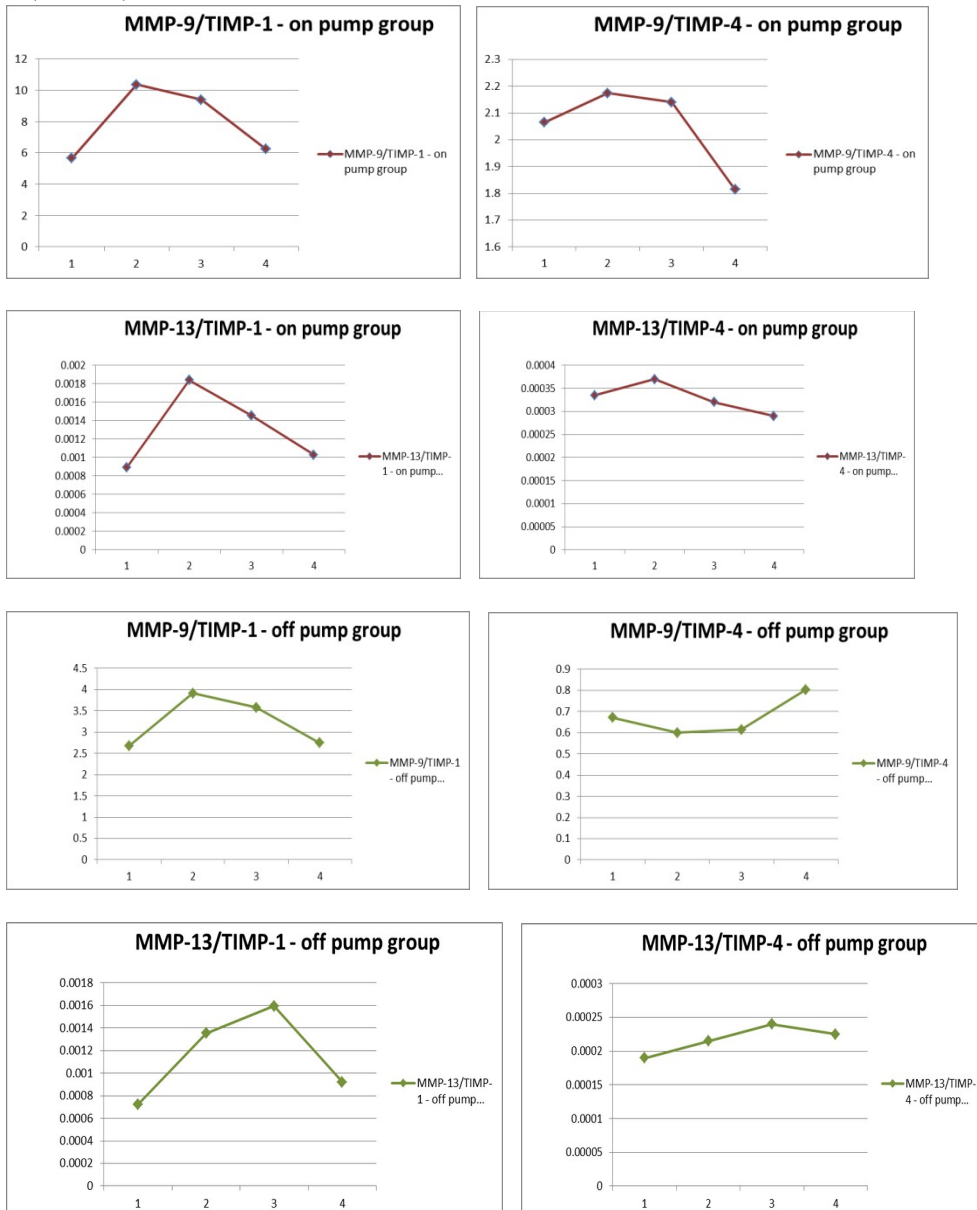 MMP-9/TIMP-1 - on pump group
12
10
8
6
4
2
0
1 2 3 4
MMP-9/TIMP-1 - on
pump group
MMP-9/TIMP-4 - on pump group
2.3
2.2
2.1
2
1.9
1.8
1.7
1.6
1 2 3 4
MMP-9/TIMP-4 - on
pump group
MMP-13/TIMP-1 - on pump group
0.002
0.0018
0.0016
0.0014
0.0012
0.001
0.0008
0.0006
0.0004
0.0002
0
1 2 3 4
MMP-13/TIMP-
1 - on pump...
MMP-13/TIMP-4 - on pump group
0.0004
0.00035
0.0003
0.00025
0.0002
0.00015
0.0001
0.00005
0
1 2 3 4
MMP-13/TIMP-
4 - on pump...
MMP-9/TIMP-1 - off pump group
4.5
4
3.5
3
2.5
2
1.5
1
0.5
0
1 2 3 4
MMP-9/TIMP-1
- off pump...
MMP-9/TIMP-4 - off pump group
0.9
0.8
0.7
0.6
0.5
0.4
0.3
0.2
0.1
0
1 2 3 4
MMP-9/TIMP-4
- off pump...
MMP-13/TIMP-1 - off pump group
0.0018
0.0016
0.0014
0.0012
0.001
0.0008
0.0006
0.0004
0.0002
0
1 2 3 4
MMP-13/TIMP-
1 - off pump...
MMP-13/TIMP-4 - off pump group
0.0003
0.00025
0.0002
0.00015
0.0001
0.00005
0
1 2 3 4
MMP-13/TIMP-
4 - off pump...